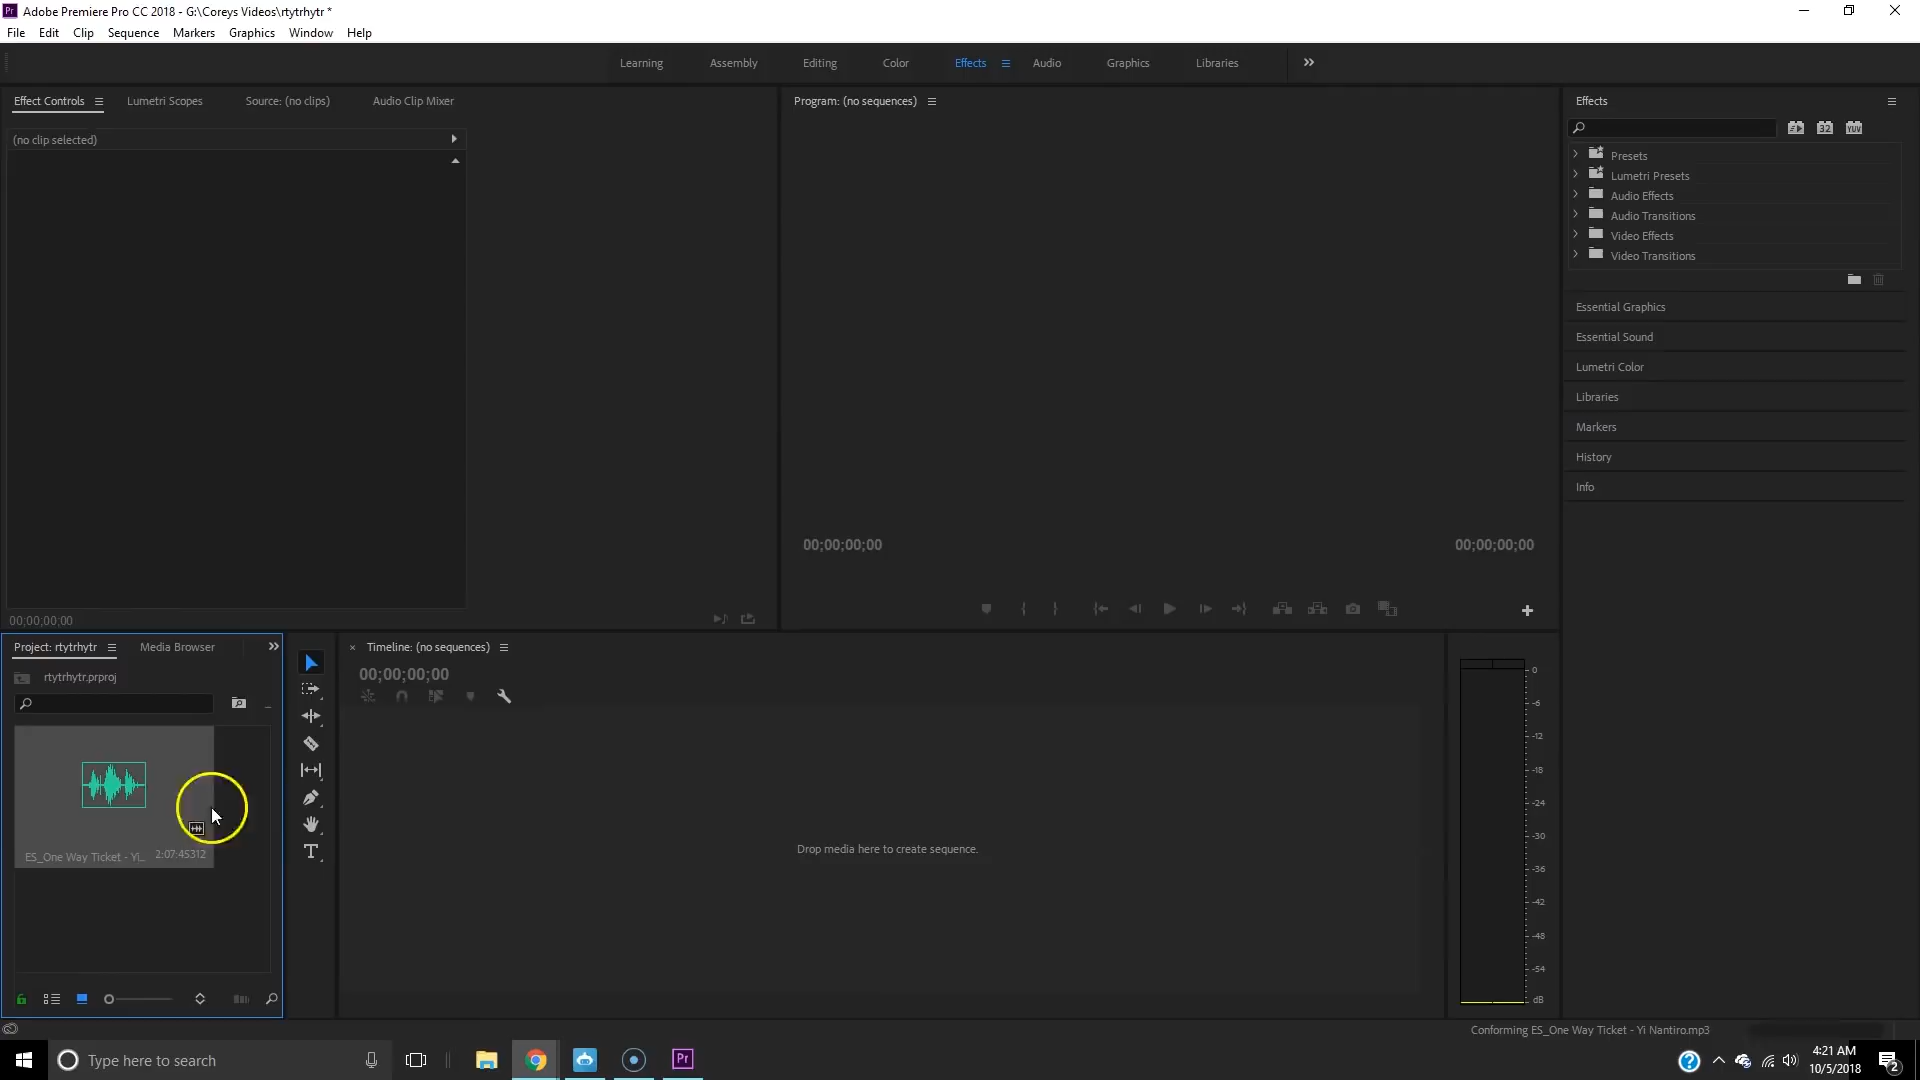 Pr Adobe Premiere Pro CC 2018 - G:\Coreys Videos\rtytrhytr *
File Edit Clip Sequence Markers Graphics Window Help
Learning Assembly Editing Color Effects Audio Graphics Libraries
Effect Controls Lumetri Scopes Source: (no clips) Audio Clip Mixer
(no clip selected)
00;00;00;00
Program: (no sequences)
00;00;00;00 00;00;00;00
Effects
32 YUV
Presets
Lumetri Presets
Audio Effects
Audio Transitions
Video Effects
Video Transitions
Essential Graphics
Essential Sound
Lumetri Color
Libraries
Markers
History
Info
Project: rtytrhytr Media Browser
rtytrhytr.prproj
ES_One Way Ticket - Yi... 2:07:45312
T
Timeline: (no sequences)
00;00;00;00
Drop media here to create sequence.
0
-6
-12
-18
-24
-30
-36
-42
-48
-54
dB
Conforming ES_One Way Ticket - Yi Nantiro.mp3
Type here to search
Pr
4:21 AM
10/5/2018
2